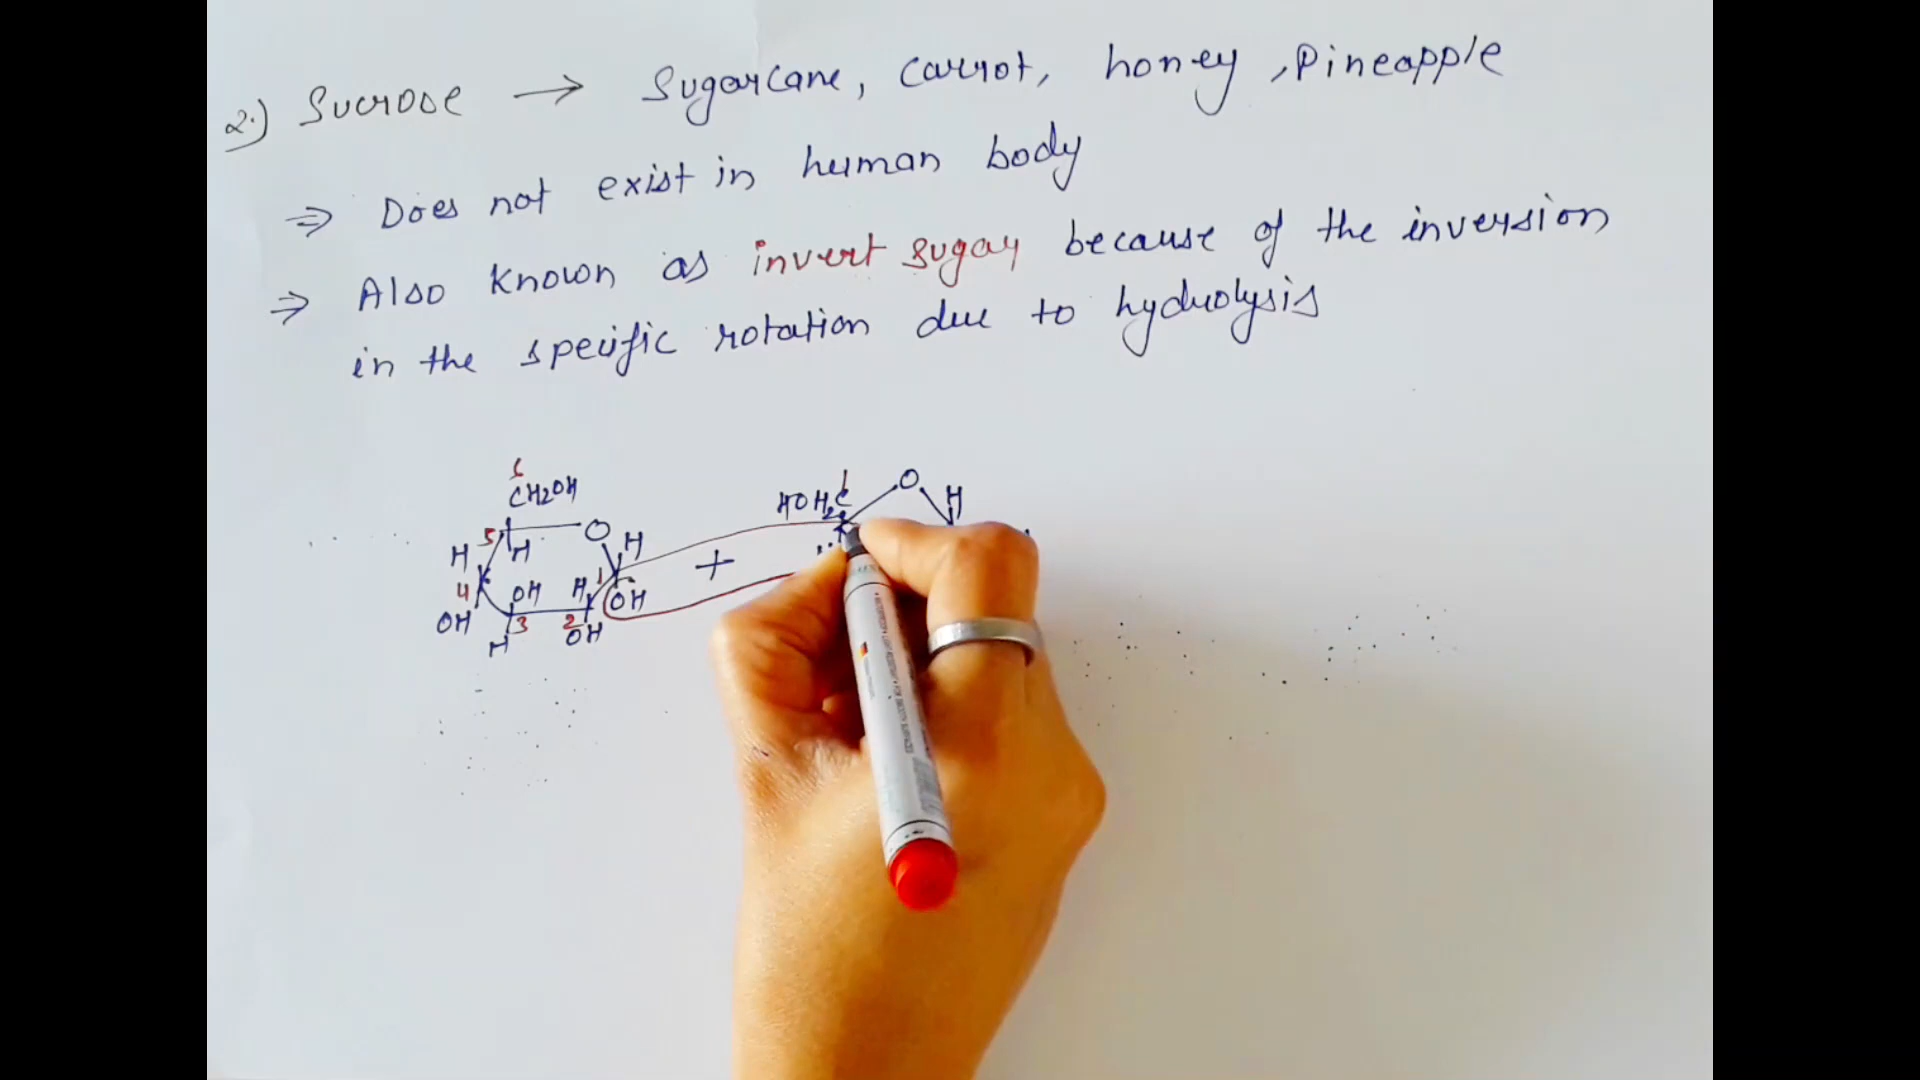 2.) Sucrose → Sugarcane, Carrot, honey, Pineapple
⇒ Does not exist in human body
⇒ Also known as invert sugar because of the inversion
in the specific rotation due to hydrolysis
6
CH2OH
HOH2C
1
O
H
5
H
O
H
H
2
+
4
OH
H
1
OH
OH
3
2
H
OH